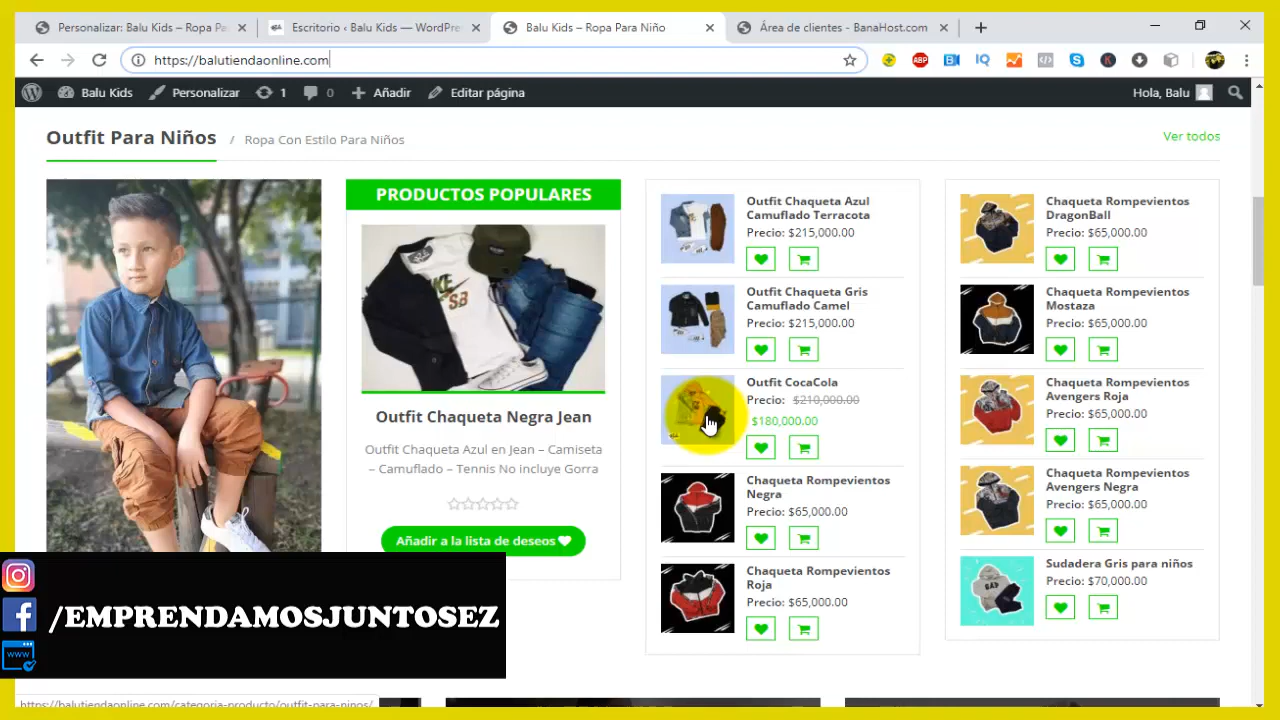 Personalizar: Balu Kids – Ropa Pa
Escritorio ‹ Balu Kids — WordPre
Balu Kids – Ropa Para Niño
Área de clientes - BanaHost.com
https://balutiendaonline.com
Balu Kids
Personalizar
1
0
Añadir
Editar página
Hola, Balu
Outfit Para Niños / Ropa Con Estilo Para Niños
Ver todos
PRODUCTOS POPULARES
Outfit Chaqueta Negra Jean
Outfit Chaqueta Azul en Jean – Camiseta
– Camuflado – Tennis No incluye Gorra
Añadir a la lista de deseos
Outfit Chaqueta Azul
Camuflado Terracota
Precio: $215,000.00
Outfit Chaqueta Gris
Camuflado Camel
Precio: $215,000.00
Outfit CocaCola
Precio: $210,000.00
$180,000.00
Chaqueta Rompevientos
Negra
Precio: $65,000.00
Chaqueta Rompevientos
Roja
Precio: $65,000.00
Chaqueta Rompevientos
DragonBall
Precio: $65,000.00
Chaqueta Rompevientos
Mostaza
Precio: $65,000.00
Chaqueta Rompevientos
Avengers Roja
Precio: $65,000.00
Chaqueta Rompevientos
Avengers Negra
Precio: $65,000.00
Sudadera Gris para niños
Precio: $70,000.00
/EMPRENDAMOSJUNTOSEZ
www
https://balutiendaonline.com/categoria-producto/outfit-para-ninos/